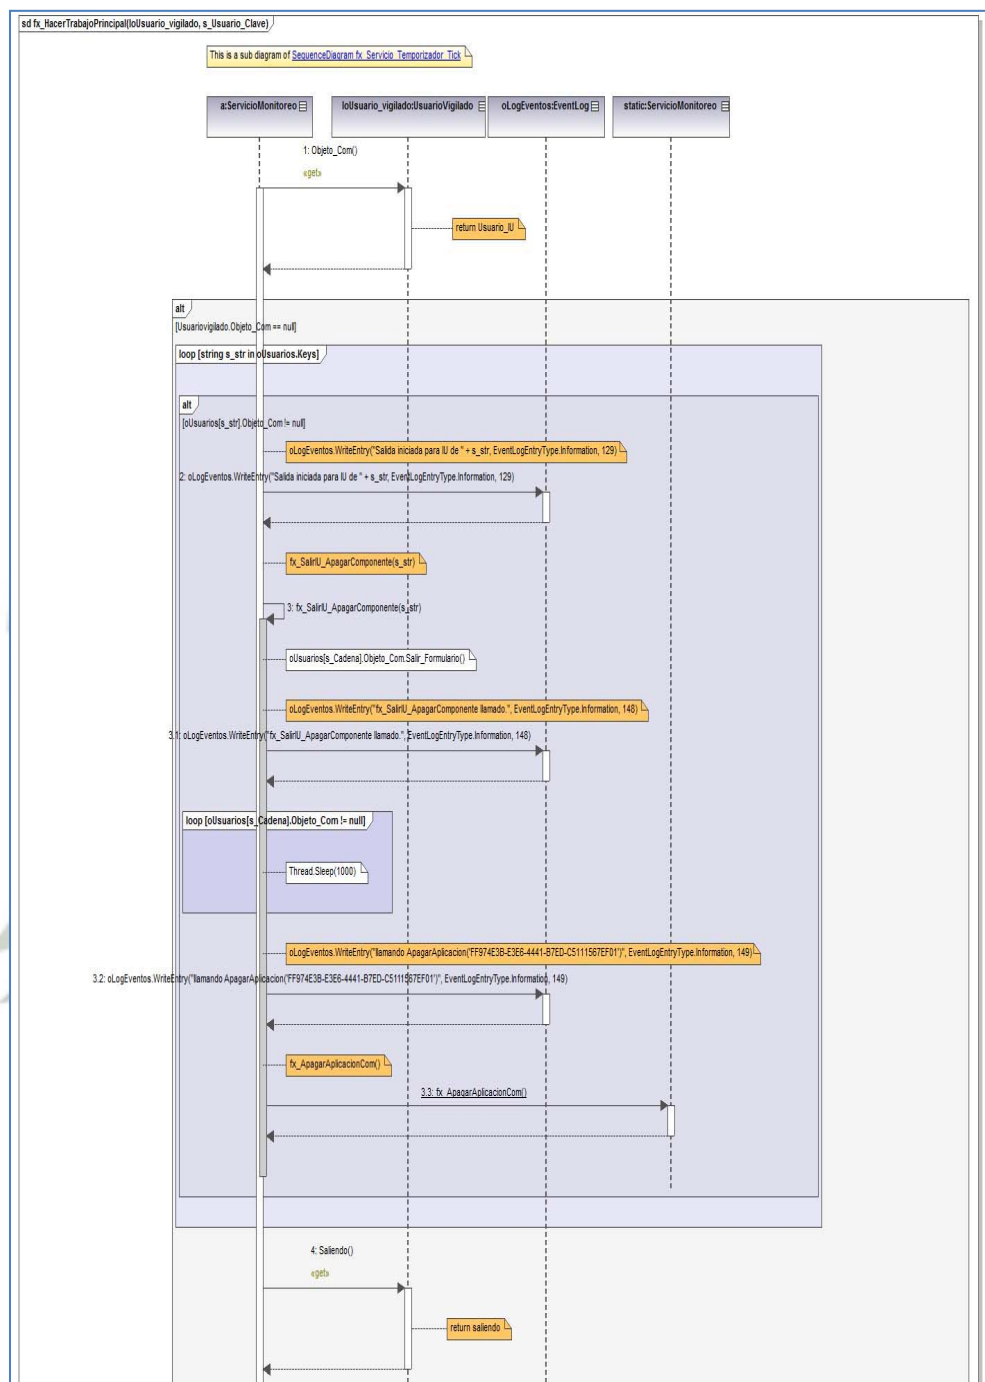 sd fx_HacerTrabajoPrincipal(loUsuario_vigilado, s_Usuario_Clave)
This is a sub diagram of SequenceDiagram fx_Servicio_Temporizador_Tick
a:ServicioMonitoreo
loUsuario_vigilado:UsuarioVigilado
oLogEventos:EventLog
static:ServicioMonitoreo
1: Objeto_Com()
«get»
return Usuario_IU
alt
[Usuariovigilado.Objeto_Com == null]
loop [string s_str in oUsuarios.Keys]
alt
[oUsuarios[s_str].Objeto_Com != null]
oLogEventos.WriteEntry("Salida iniciada para IU de " + s_str, EventLogEntryType.Information, 129)
2: oLogEventos.WriteEntry("Salida iniciada para IU de " + s_str, EventLogEntryType.Information, 129)
fx_SalirIU_ApagarComponente(s_str)
3: fx_SalirIU_ApagarComponente(s_str)
oUsuarios[s_Cadena].Objeto_Com.Salir_Formulario()
oLogEventos.WriteEntry("fx_SalirIU_ApagarComponente llamado.", EventLogEntryType.Information, 148)
3.1: oLogEventos.WriteEntry("fx_SalirIU_ApagarComponente llamado.", EventLogEntryType.Information, 148)
loop [oUsuarios[s_Cadena].Objeto_Com != null]
Thread.Sleep(1000)
oLogEventos.WriteEntry("llamando ApagarAplicacion('FF974E3B-E3E6-4441-B7ED-C5111567EF01')", EventLogEntryType.Information, 149)
3.2: oLogEventos.WriteEntry("llamando ApagarAplicacion('FF974E3B-E3E6-4441-B7ED-C5111567EF01')", EventLogEntryType.Information, 149)
fx_ApagarAplicacionCom()
3.3: fx_ApagarAplicacionCom()
4: Saliendo()
«get»
return saliendo